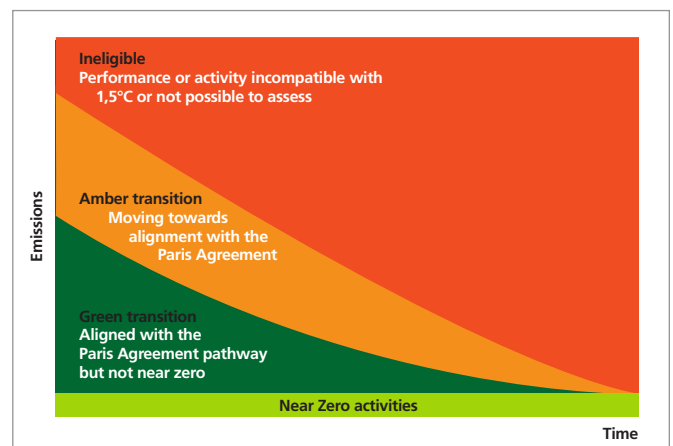 Ineligible
Performance or activity incompatible with
1,5°C or not possible to assess
Amber transition
Moving towards
alignment with the
Paris Agreement
Emissions
Green transition
Aligned with the
Paris Agreement pathway
but not near zero
Near Zero activities
Time